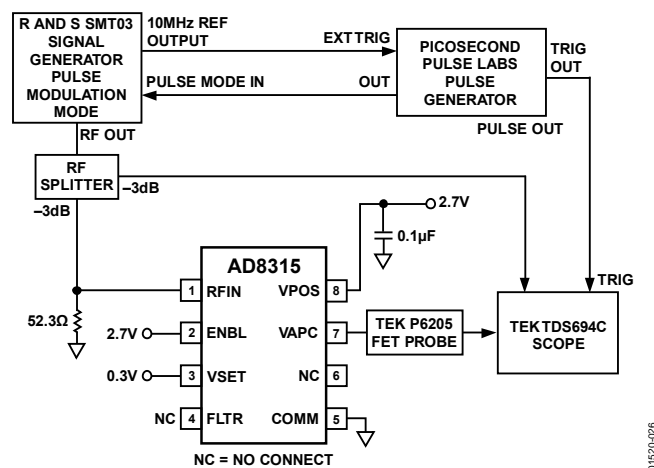 R AND S SMT03
SIGNAL
GENERATOR
PULSE
MODULATION
MODE
10MHz REF
OUTPUT
EXT TRIG
PULSE MODE IN
OUT
PICOSECOND
PULSE LABS
PULSE
GENERATOR
TRIG
OUT
PULSE OUT
RF OUT
RF
SPLITTER
–3dB
–3dB
2.7V
0.1µF
AD8315
1 RFIN
VPOS 8
52.3Ω
2.7V
2 ENBL
VAPC 7
TEK P6205
FET PROBE
TRIG
TEK TDS694C
SCOPE
0.3V
3 VSET
NC 6
NC
4 FLTR
COMM 5
NC = NO CONNECT
01520-026